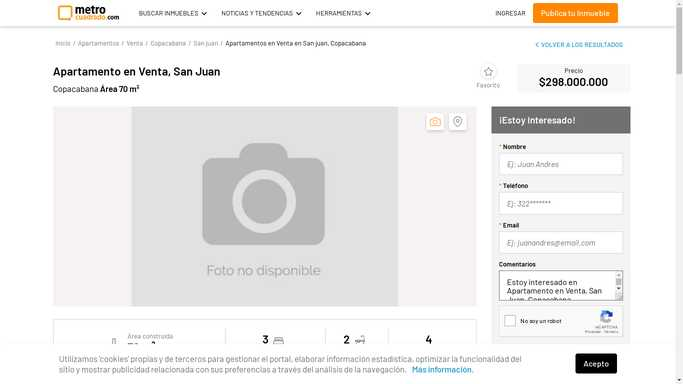 metro
cuadrado.com
BUSCAR INMUEBLES
NOTICIAS Y TENDENCIAS
HERRAMIENTAS
INGRESAR
Publica tu Inmueble
Inicio / Apartamentos / Venta / Copacabana / San juan / Apartamentos en Venta en San juan, Copacabana
VOLVER A LOS RESULTADOS
Apartamento en Venta, San Juan
Copacabana Área 70 m²
Favorito
Precio
$298.000.000
Foto no disponible
¡Estoy Interesado!
* Nombre
Ej: Juan Andres
* Teléfono
Ej: 322*******
* Email
Ej: juanandres@email.com
Comentarios
Estoy interesado en
Apartamento en Venta, San
Juan, Copacabana
No soy un robot
reCAPTCHA
Privacidad - Términos
Área construida
3
2
4
Utilizamos 'cookies' propias y de terceros para gestionar el portal, elaborar información estadística, optimizar la funcionalidad del
sitio y mostrar publicidad relacionada con sus preferencias a través del análisis de la navegación. Más información.
Acepto